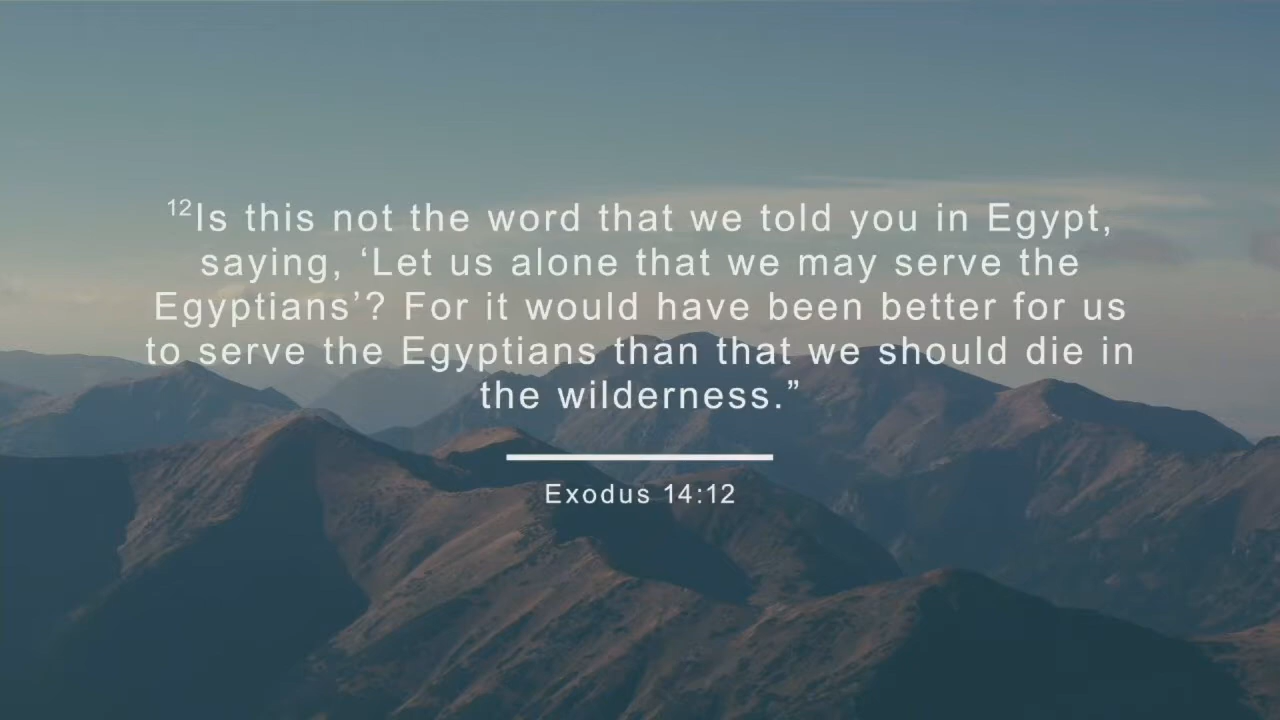 ¹²Is this not the word that we told you in Egypt,
saying, ‘Let us alone that we may serve the
Egyptians’? For it would have been better for us
to serve the Egyptians than that we should die in
the wilderness.”
Exodus 14:12